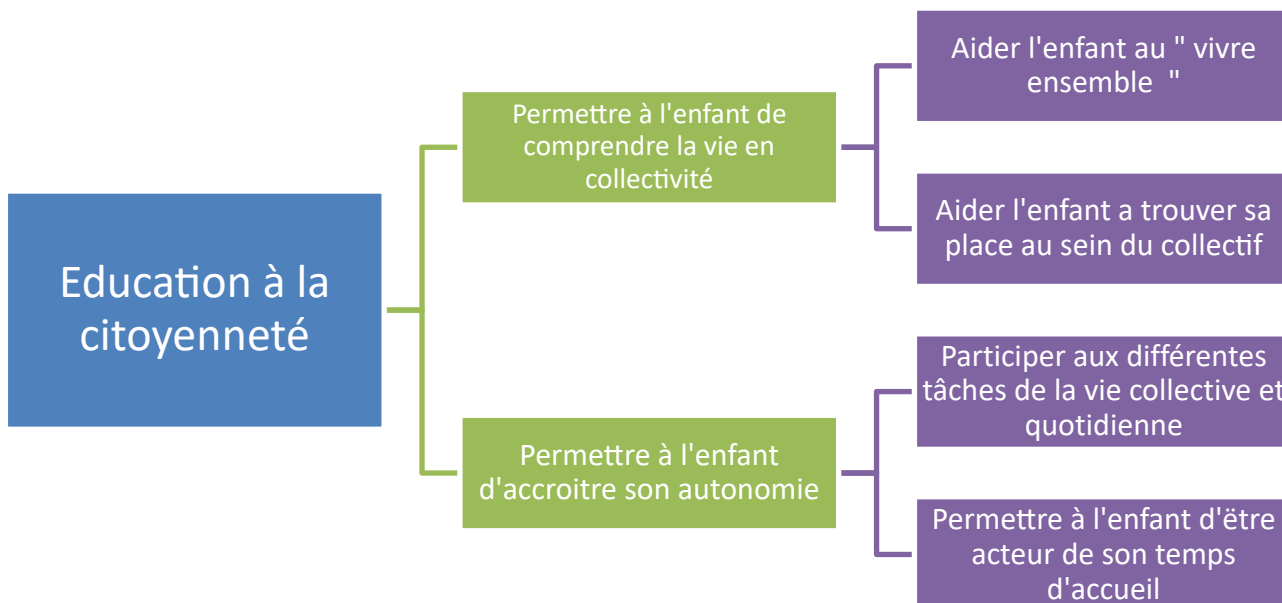 Education à la
citoyenneté
Permettre à l'enfant de
comprendre la vie en
collectivité
Aider l'enfant au " vivre
ensemble  "
Aider l'enfant a trouver sa
place au sein du collectif
Permettre à l'enfant
d'accroitre son autonomie
Participer aux différentes
tâches de la vie collective et
quotidienne
Permettre à l'enfant d'ëtre
acteur de son temps
d'accueil